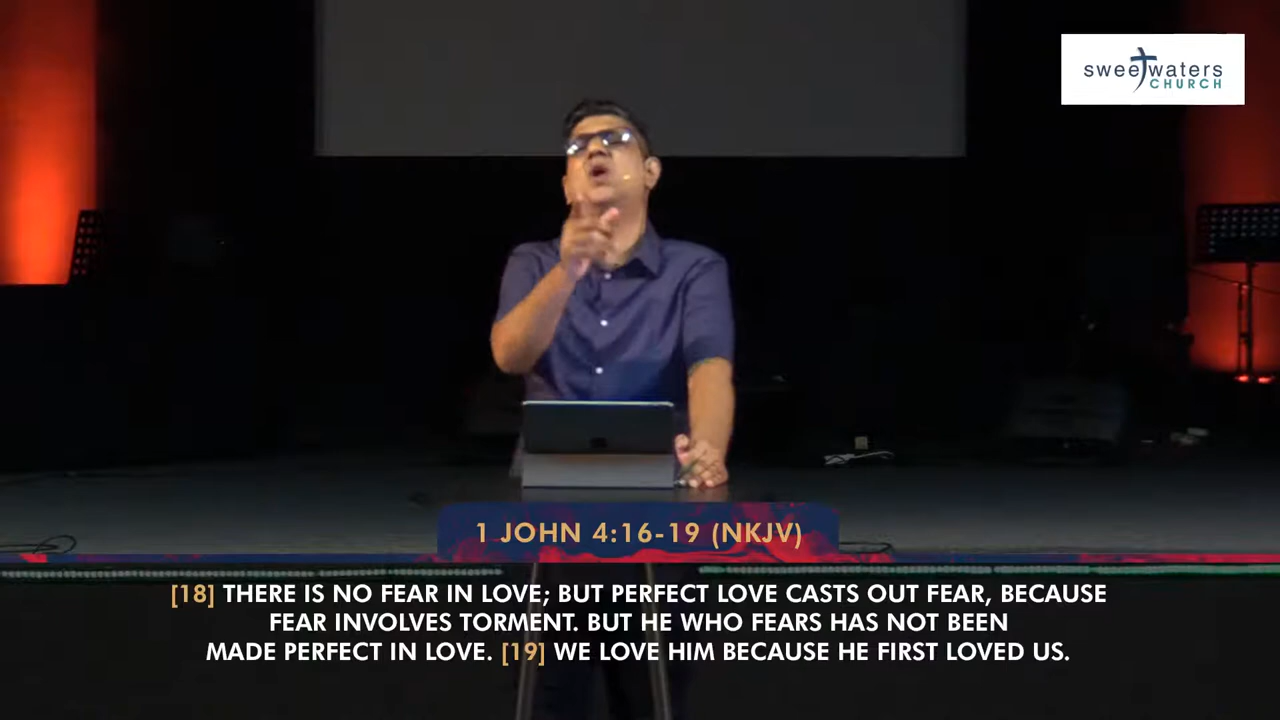 sweetwaters
CHURCH
1 JOHN 4:16-19 (NKJV)
[18] THERE IS NO FEAR IN LOVE; BUT PERFECT LOVE CASTS OUT FEAR, BECAUSE
FEAR INVOLVES TORMENT. BUT HE WHO FEARS HAS NOT BEEN
MADE PERFECT IN LOVE. [19] WE LOVE HIM BECAUSE HE FIRST LOVED US.